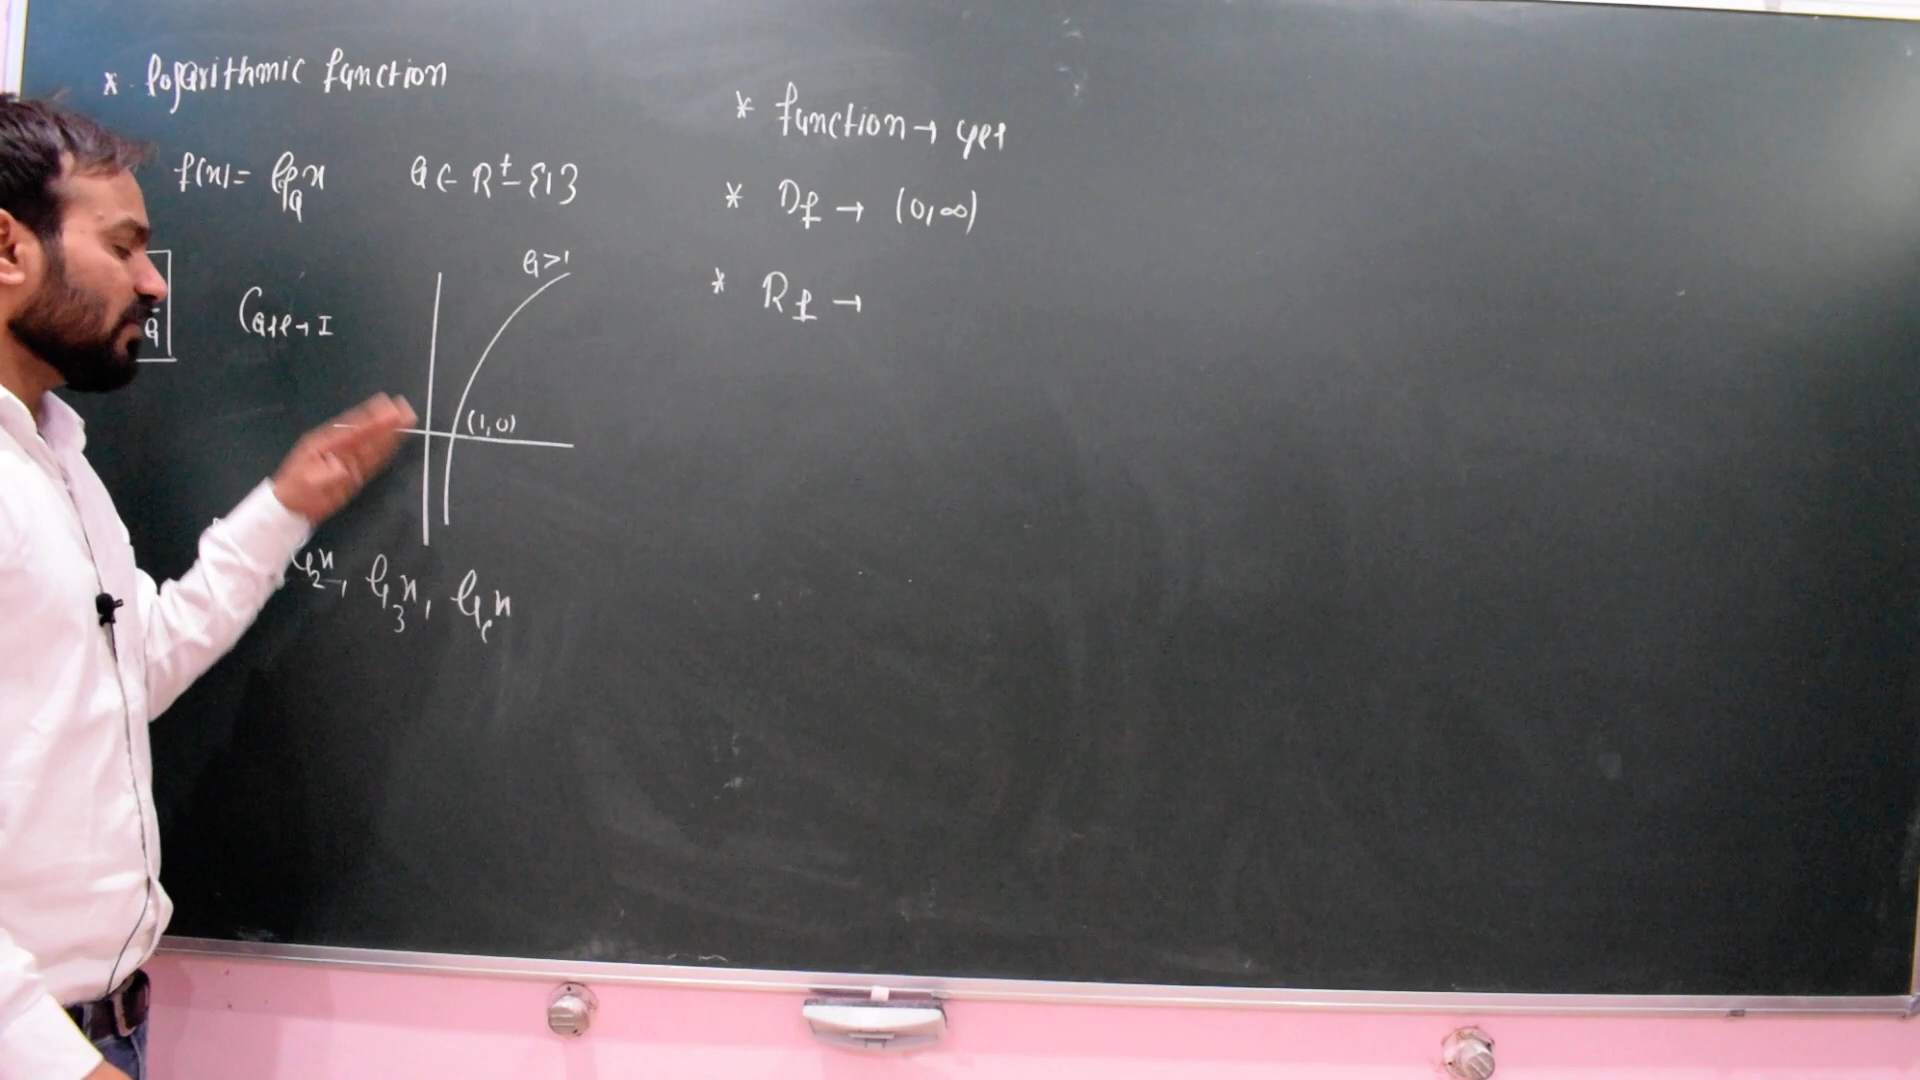 * Logarithmic function
f(x) = log_a x    a ∈ R⁺ - {1}
a
Case → I
a>1
(1,0)
log_2 x, log_3 x, log_e x
* function → yes
* D_f → (0,∞)
* R_f →